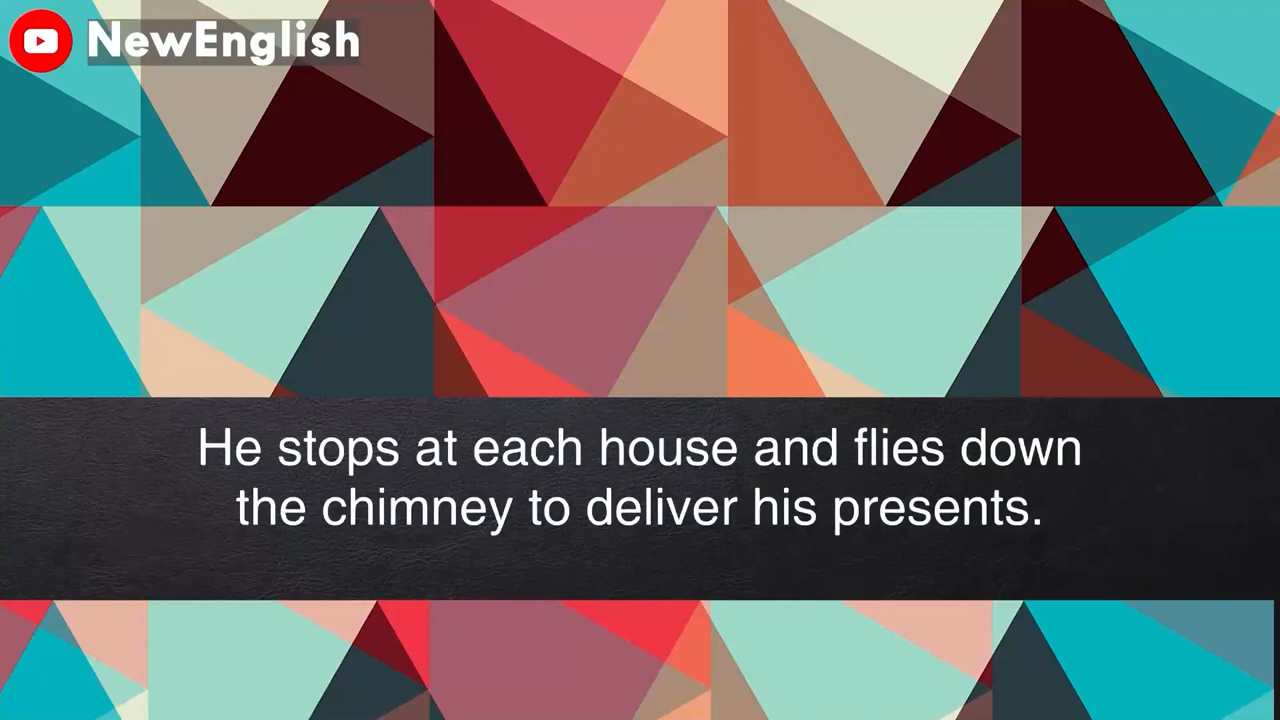 NewEnglish
He stops at each house and flies down
the chimney to deliver his presents.